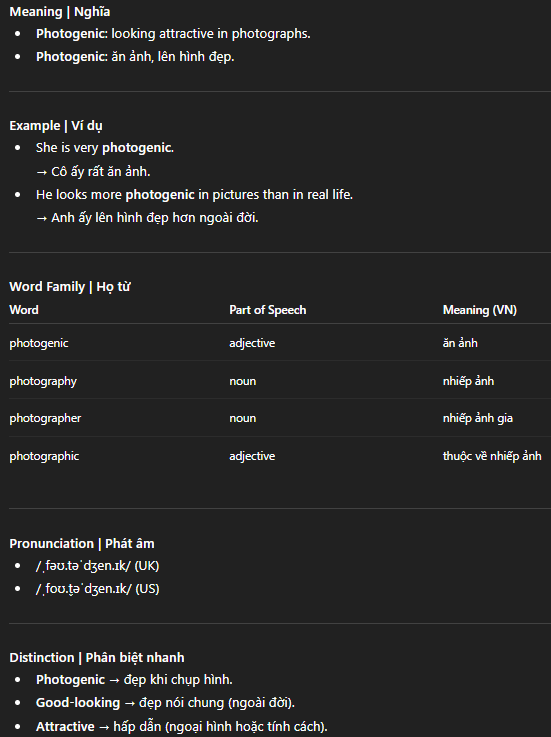 Meaning | Nghĩa
• Photogenic: looking attractive in photographs.
• Photogenic: ăn ảnh, lên hình đẹp.
Example | Ví dụ
• She is very photogenic.
→ Cô ấy rất ăn ảnh.
• He looks more photogenic in pictures than in real life.
→ Anh ấy lên hình đẹp hơn ngoài đời.
Word Family | Họ từ
Word Part of Speech Meaning (VN)
photogenic adjective ăn ảnh
photography noun nhiếp ảnh
photographer noun nhiếp ảnh gia
photographic adjective thuộc về nhiếp ảnh
Pronunciation | Phát âm
• /ˌfəʊ.təˈdʒen.ɪk/ (UK)
• /ˌfoʊ.t̬əˈdʒen.ɪk/ (US)
Distinction | Phân biệt nhanh
• Photogenic → đẹp khi chụp hình.
• Good-looking → đẹp nói chung (ngoài đời).
• Attractive → hấp dẫn (ngoại hình hoặc tính cách).